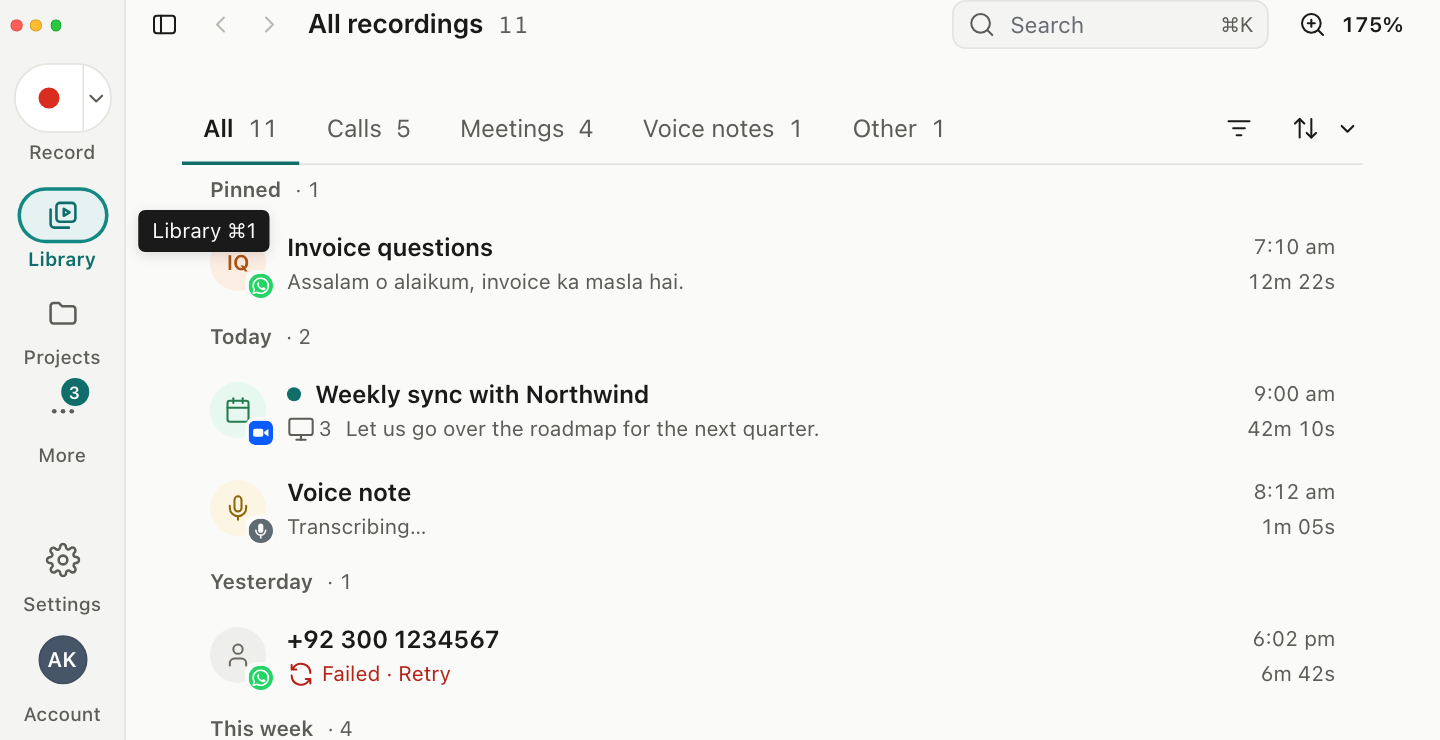 All recordings 11
Search ⌘K
175%
Record
All 11
Calls 5
Meetings 4
Voice notes 1
Other 1
Pinned · 1
Library ⌘1
Library
IQ
Invoice questions
7:10 am
Assalam o alaikum, invoice ka masla hai.
12m 22s
Today · 2
Projects
3
More
Weekly sync with Northwind
9:00 am
3 Let us go over the roadmap for the next quarter.
42m 10s
Voice note
8:12 am
Transcribing...
1m 05s
Yesterday · 1
Settings
+92 300 1234567
6:02 pm
Failed · Retry
6m 42s
AK
Account
This week · 4